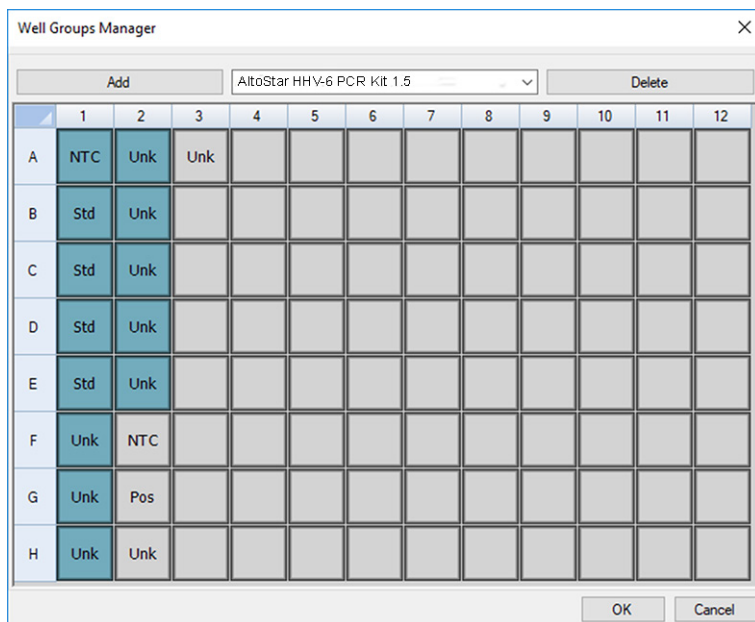 Well Groups Manager
Add AltoStar HHV-6 PCR Kit 1.5 Delete
1 2 3 4 5 6 7 8 9 10 11 12
A NTC Unk Unk
B Std Unk
C Std Unk
D Std Unk
E Std Unk
F Unk NTC
G Unk Pos
H Unk Unk
OK Cancel